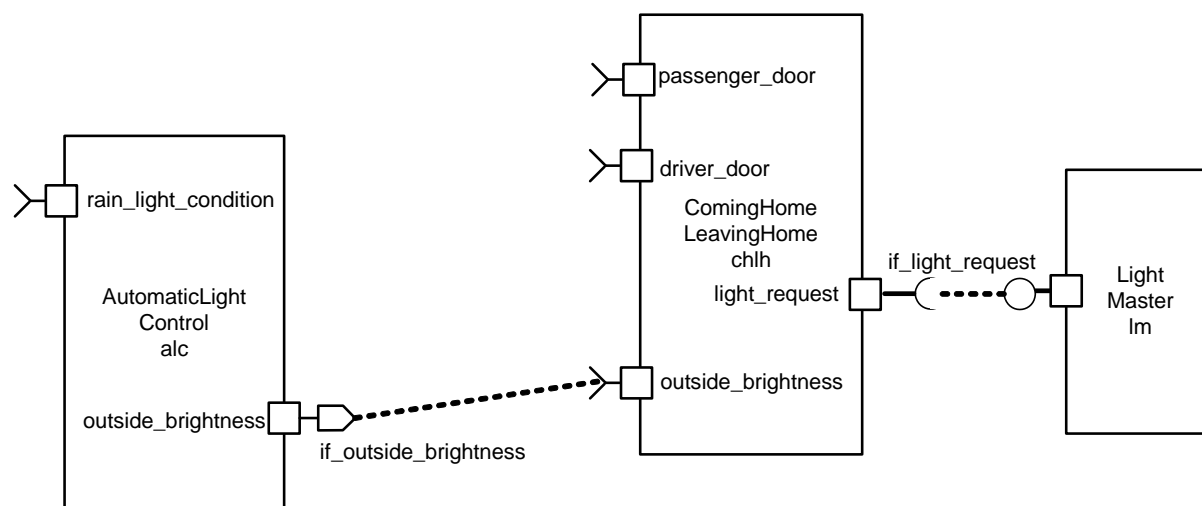 passenger_door
driver_door
rain_light_condition
ComingHome
LeavingHome
chlh
if_light_request
light_request
Light
Master
lm
AutomaticLight
Control
alc
outside_brightness
outside_brightness
if_outside_brightness